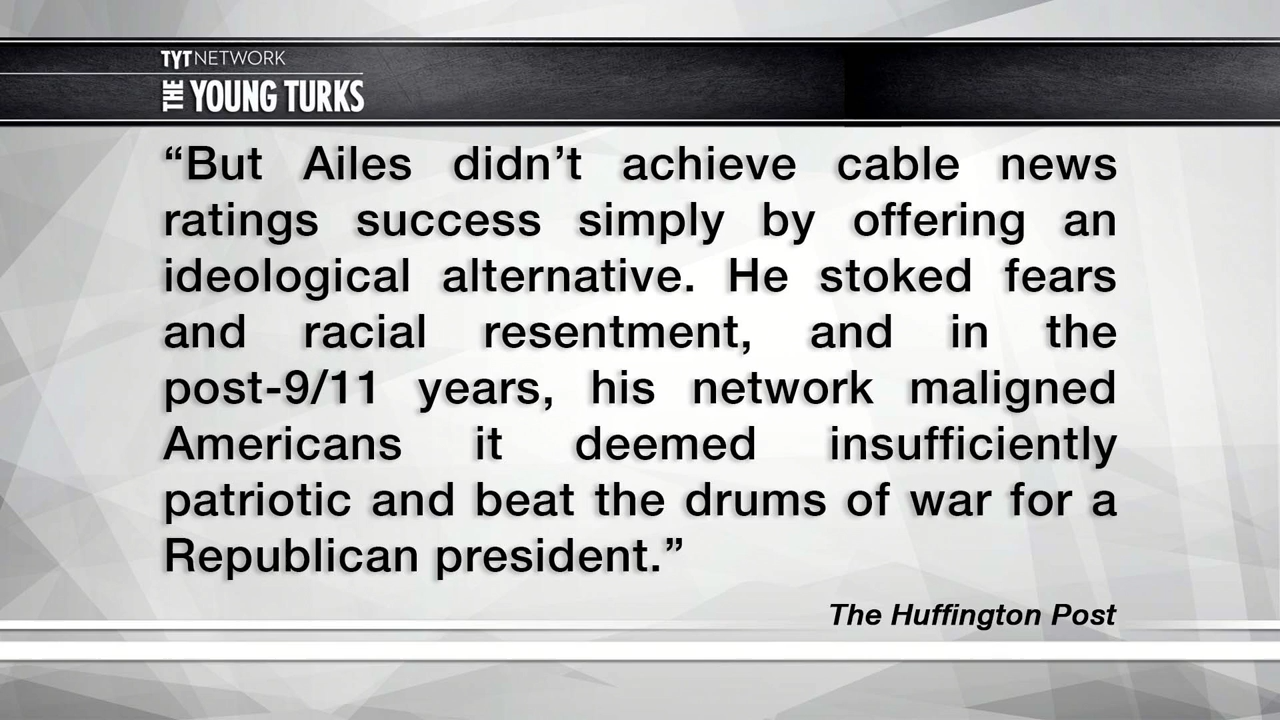 TYT NETWORK
THE YOUNG TURKS
“But Ailes didn’t achieve cable news
ratings success simply by offering an
ideological alternative. He stoked fears
and racial resentment, and in the
post-9/11 years, his network maligned
Americans it deemed insufficiently
patriotic and beat the drums of war for a
Republican president.”
The Huffington Post